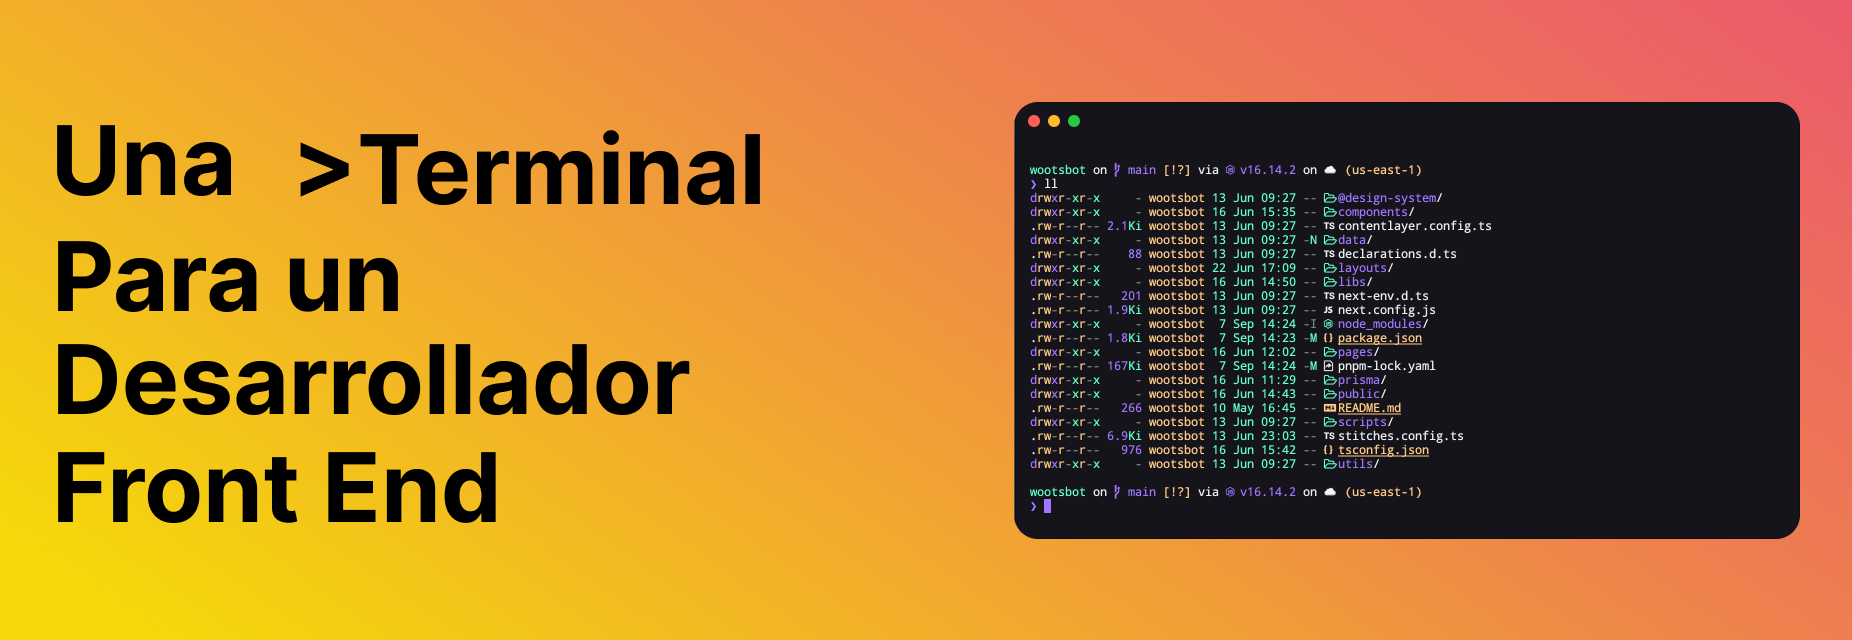 Una >Terminal
Para un
Desarrollador
Front End
wootsbot on main [!?] via v16.14.2 on (us-east-1)
❯ ll
drwxr-xr-x - wootsbot 13 Jun 09:27 -- @design-system/
drwxr-xr-x - wootsbot 16 Jun 15:35 -- components/
.rw-r--r-- 2.1Ki wootsbot 13 Jun 09:27 -- TS contentlayer.config.ts
drwxr-xr-x - wootsbot 13 Jun 09:27 -N data/
.rw-r--r-- 88 wootsbot 13 Jun 09:27 -- TS declarations.d.ts
drwxr-xr-x - wootsbot 22 Jun 17:09 -- layouts/
drwxr-xr-x - wootsbot 16 Jun 14:50 -- libs/
.rw-r--r-- 201 wootsbot 13 Jun 09:27 -- TS next-env.d.ts
.rw-r--r-- 1.9Ki wootsbot 13 Jun 09:27 -- JS next.config.js
drwxr-xr-x - wootsbot 7 Sep 14:24 -I node_modules/
.rw-r--r-- 1.8Ki wootsbot 7 Sep 14:23 -M {} package.json
drwxr-xr-x - wootsbot 16 Jun 12:02 -- pages/
.rw-r--r-- 167Ki wootsbot 7 Sep 14:24 -M pnpm-lock.yaml
drwxr-xr-x - wootsbot 16 Jun 11:29 -- prisma/
drwxr-xr-x - wootsbot 16 Jun 14:43 -- public/
.rw-r--r-- 266 wootsbot 10 May 16:45 -- README.md
drwxr-xr-x - wootsbot 13 Jun 09:27 -- scripts/
.rw-r--r-- 6.9Ki wootsbot 13 Jun 23:03 -- TS stitches.config.ts
.rw-r--r-- 976 wootsbot 16 Jun 15:42 -- {} tsconfig.json
drwxr-xr-x - wootsbot 13 Jun 09:27 -- utils/
wootsbot on main [!?] via v16.14.2 on (us-east-1)
❯